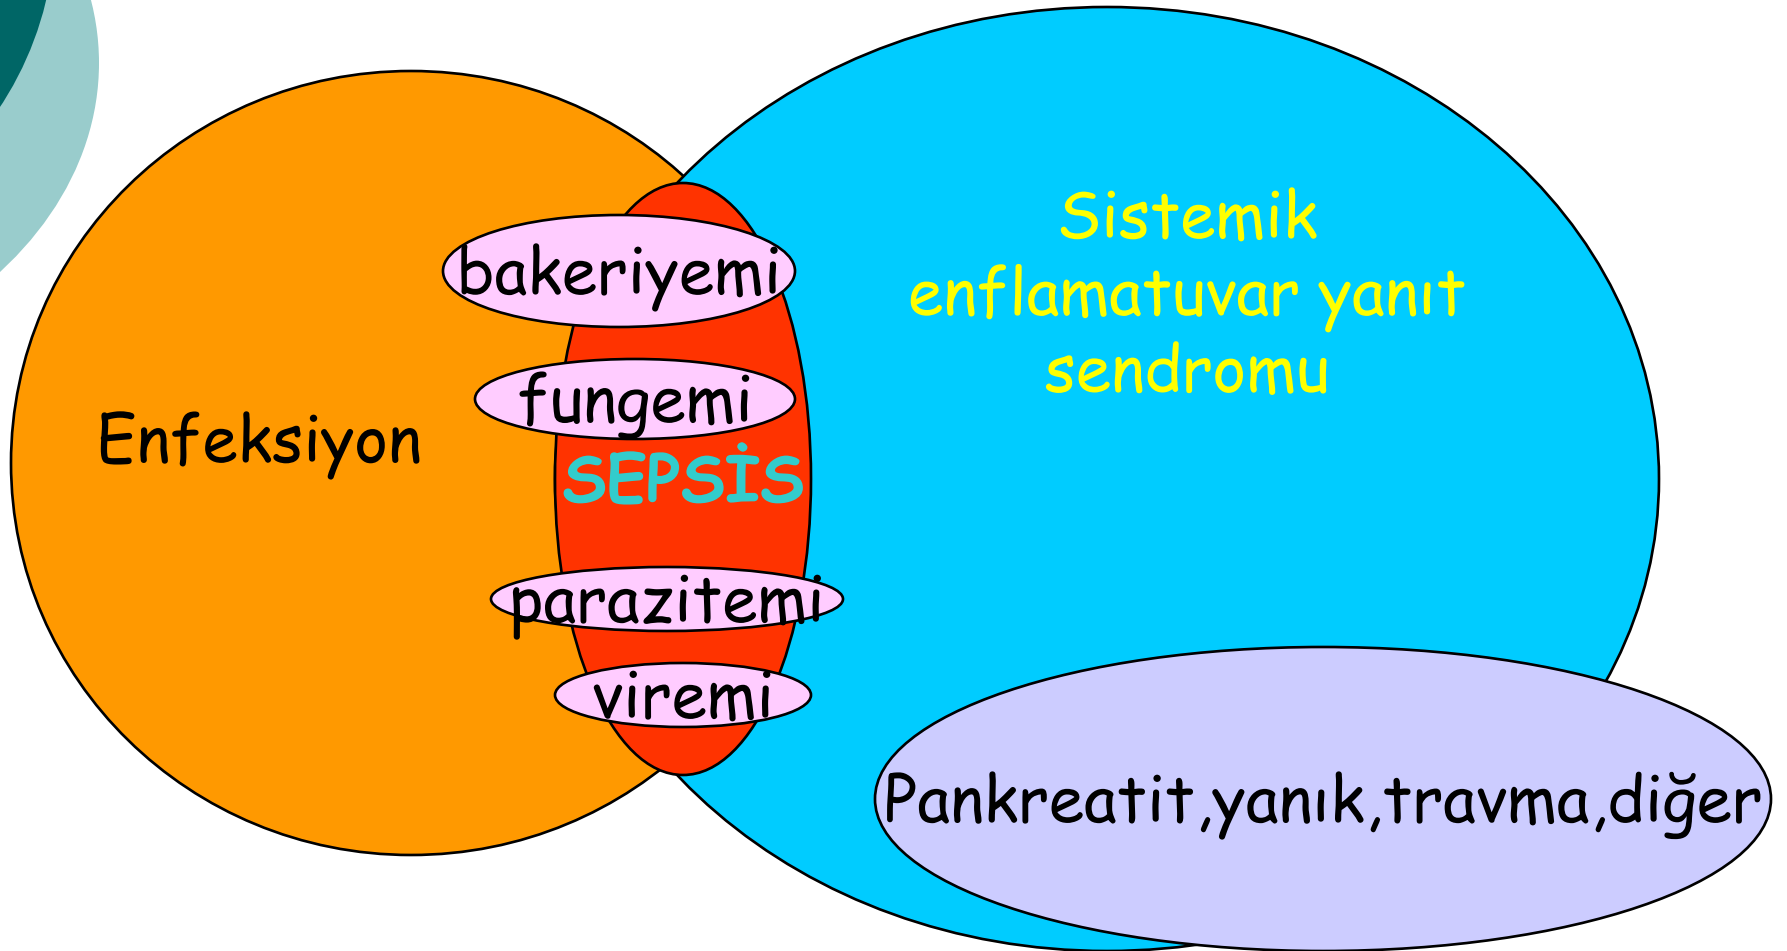 Sistemik
enflamatuvar yanıt
sendromu
bakeriyemi
fungemi
Enfeksiyon
SEPSİS
parazitemi
viremi
Pankreatit,yanık,travma,diğer